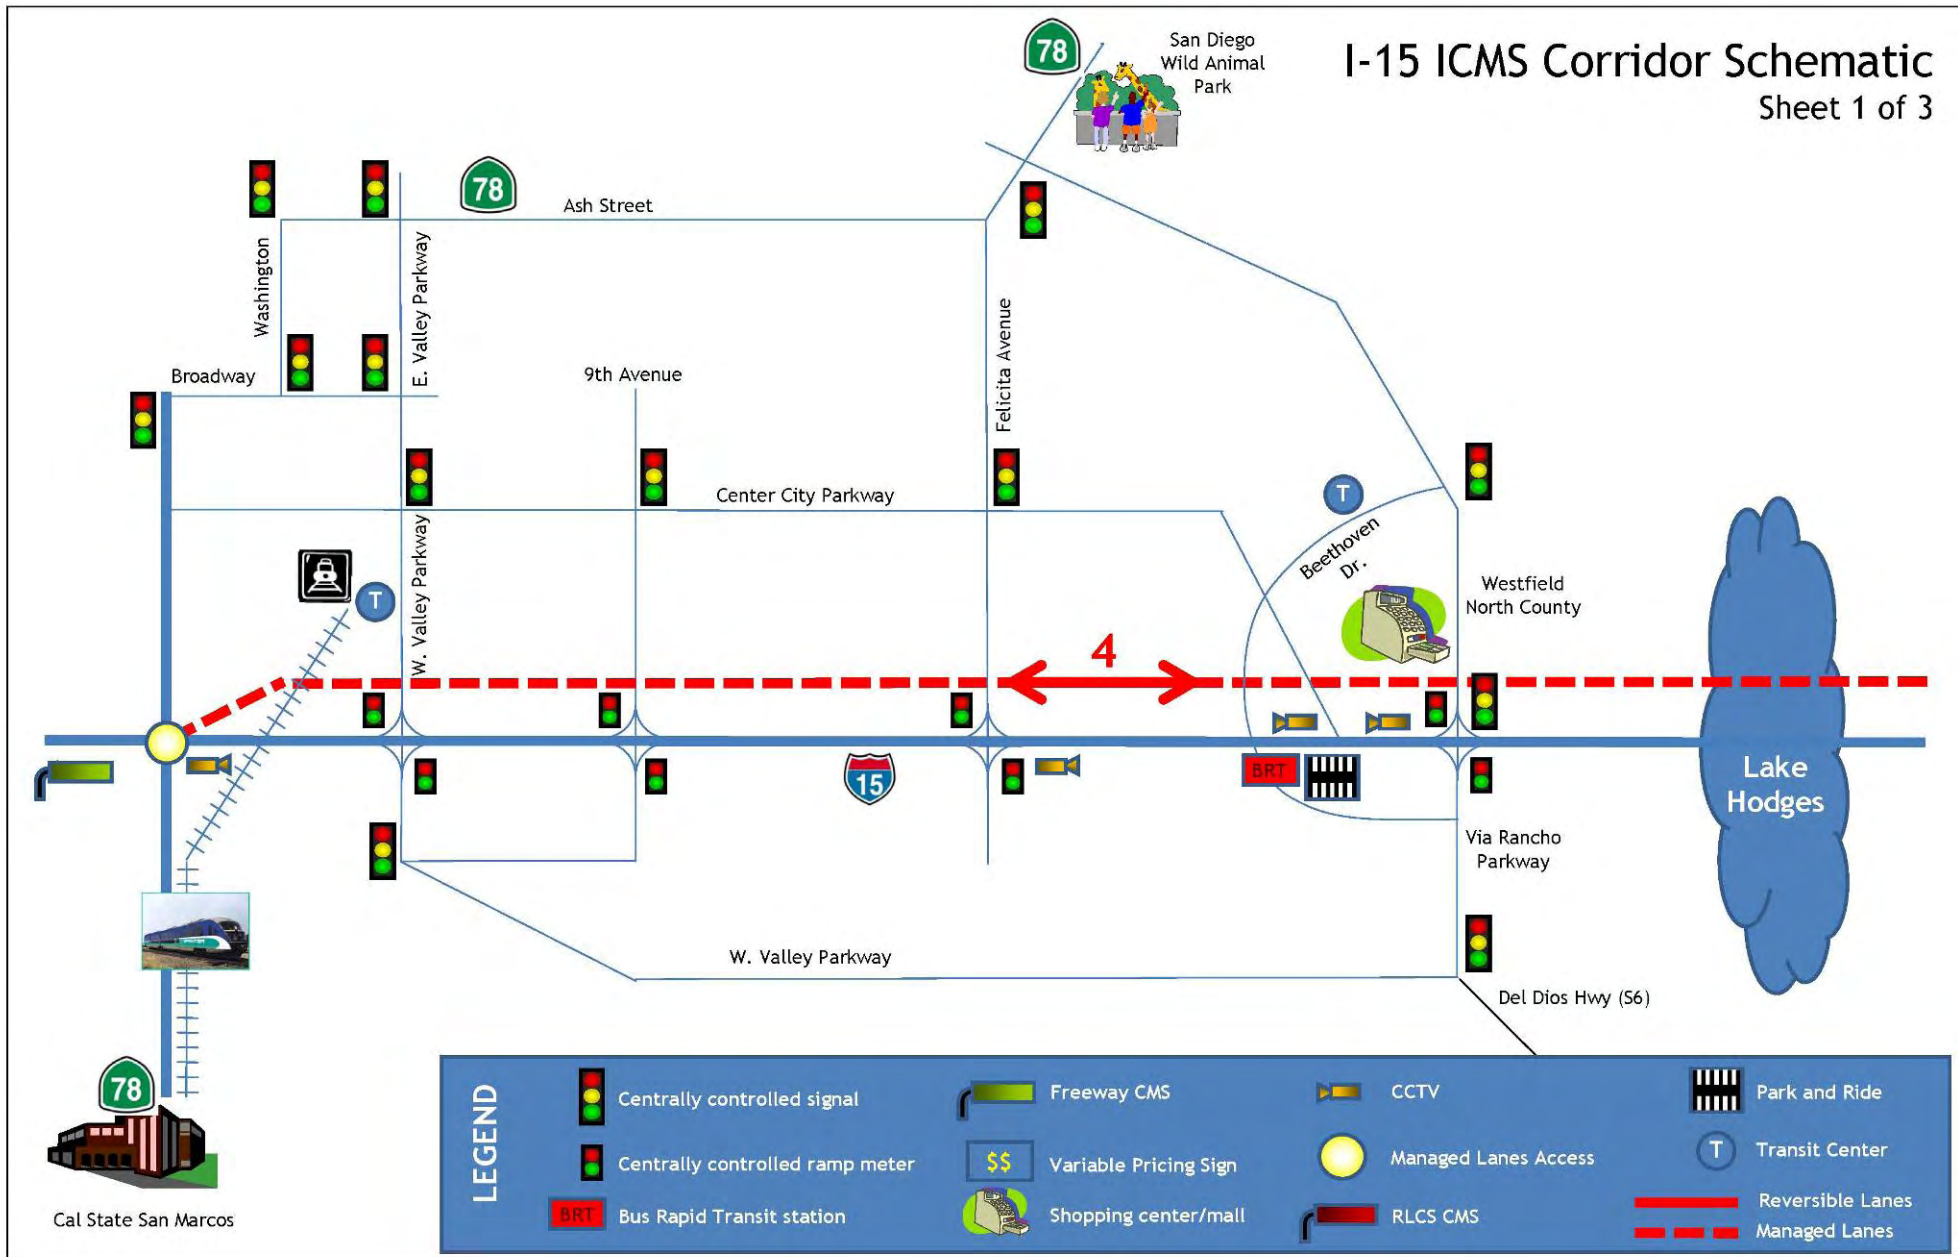 I-15 ICMS Corridor Schematic
Sheet 1 of 3
78
San Diego
Wild Animal
Park
78
Ash Street
Washington
E. Valley Parkway
Felicita Avenue
Broadway
9th Avenue
Center City Parkway
T
Beethoven
Dr.
W. Valley Parkway
T
Westfield
North County
4
15
BRT
Lake
Hodges
Via Rancho
Parkway
W. Valley Parkway
Del Dios Hwy (S6)
78
Cal State San Marcos
LEGEND
Centrally controlled signal
Centrally controlled ramp meter
BRT
Bus Rapid Transit station
Freeway CMS
$$
Variable Pricing Sign
Shopping center/mall
CCTV
Managed Lanes Access
RLCS CMS
Park and Ride
T
Transit Center
Reversible Lanes
Managed Lanes